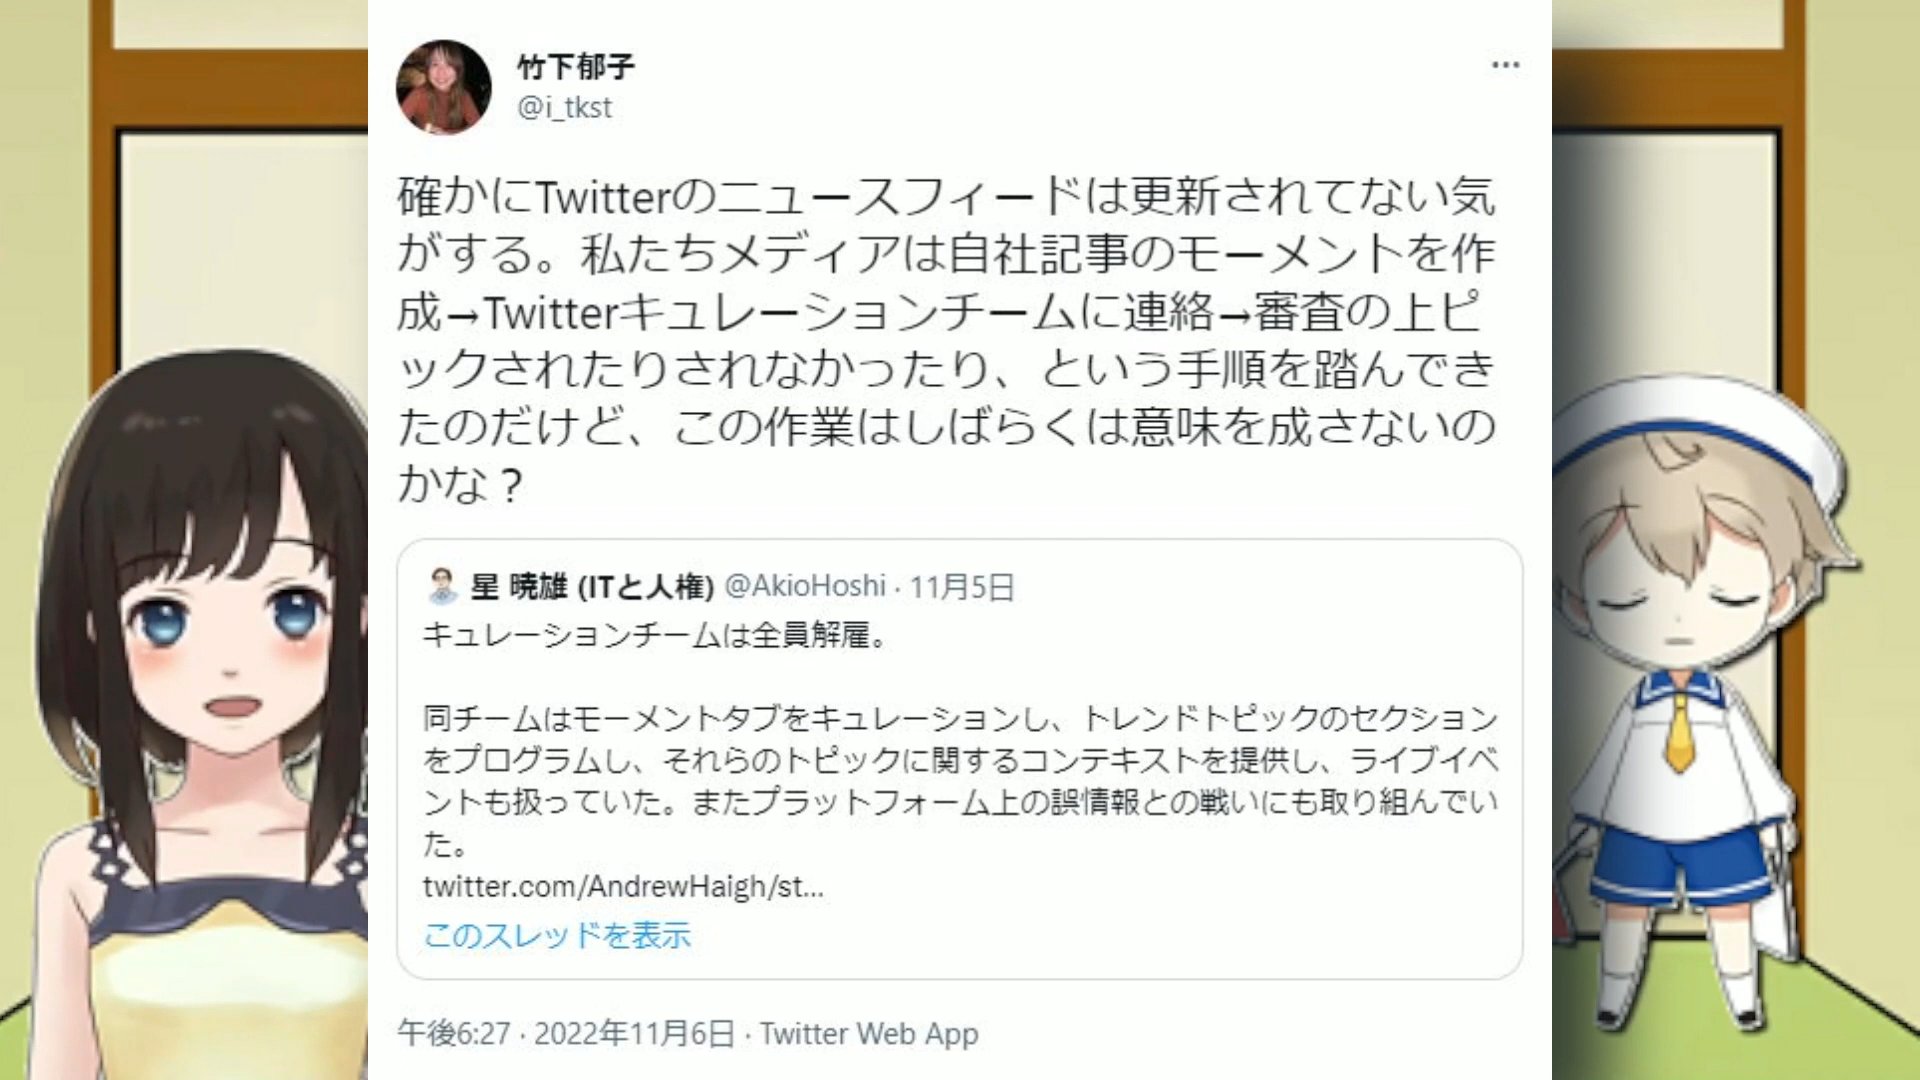 竹下郁子
@i_tkst
確かにTwitterのニュースフィードは更新されてない気
がする。私たちメディアは自社記事のモーメントを作
成→Twitterキュレーションチームに連絡→審査の上ピ
ックされたりされなかったり、という手順を踏んでき
たのだけど、この作業はしばらくは意味を成さないの
かな？
星 暁雄 (ITと人権) @AkioHoshi · 11月5日
キュレーションチームは全員解雇。
同チームはモーメントタブをキュレーションし、トレンドトピックのセクション
をプログラムし、それらのトピックに関するコンテキストを提供し、ライブイベ
ントも扱っていた。またプラットフォーム上の誤情報との戦いにも取り組んでい
た。
twitter.com/AndrewHaigh/st...
このスレッドを表示
午後6:27 · 2022年11月6日 · Twitter Web App